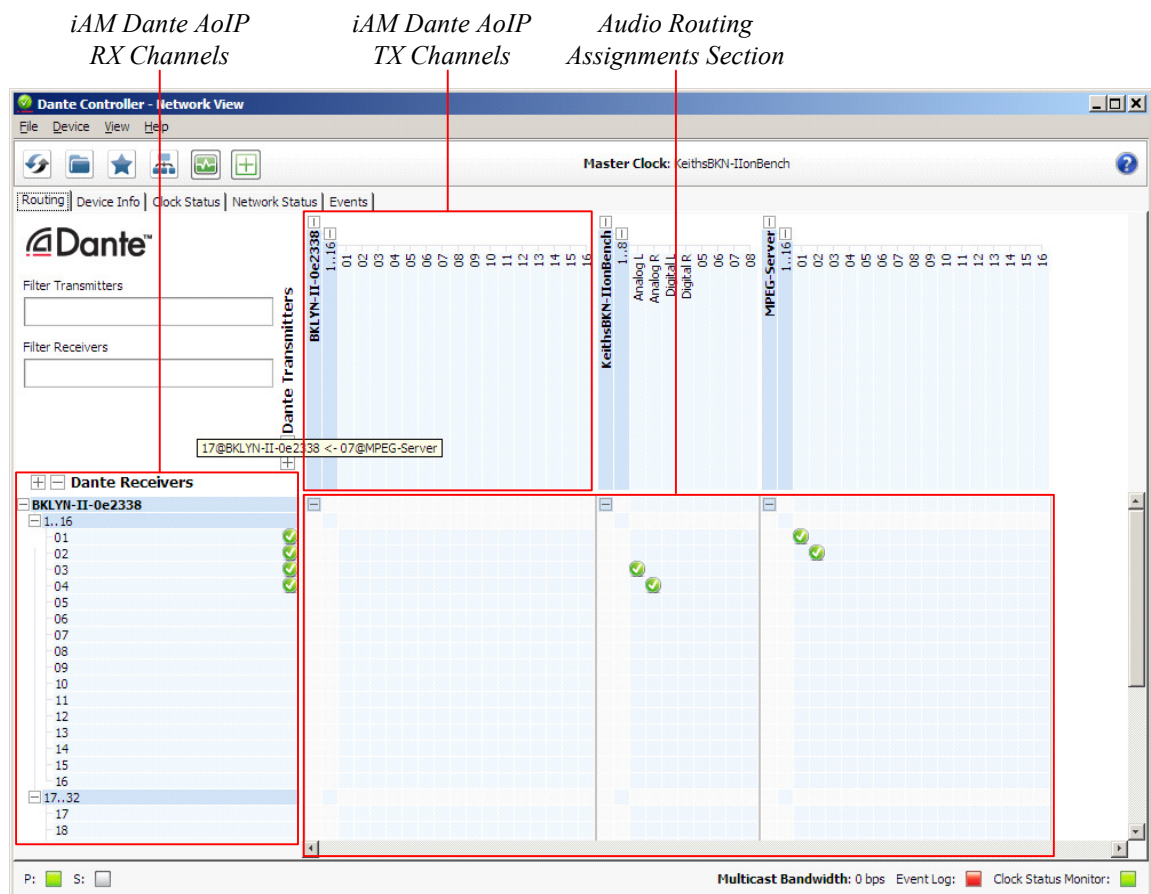 iAM Dante AoIP
RX Channels
iAM Dante AoIP
TX Channels
Audio Routing
Assignments Section
Dante Controller - Network View
File Device View Help
Master Clock: KeithsBKN-IIonBench
?
Routing Device Info Clock Status Network Status Events
Dante™
Filter Transmitters
Filter Receivers
Dante Transmitters
BKLYN-II-0e2338
1..16
01 02 03 04 05 06 07 08 09 10 11 12 13 14 15 16
KeithsBKN-IIonBench
1..8
Analog L
Analog R
Digital L
Digital R
05 06 07 08
MPEG-Server
1..16
01 02 03 04 05 06 07 08 09 10 11 12 13 14 15 16
17@BKLYN-II-0e2338 <- 07@MPEG-Server
Dante Receivers
BKLYN-II-0e2338
1..16
01
02
03
04
05
06
07
08
09
10
11
12
13
14
15
16
17..32
17
18
P: S: Multicast Bandwidth: 0 bps Event Log: Clock Status Monitor: